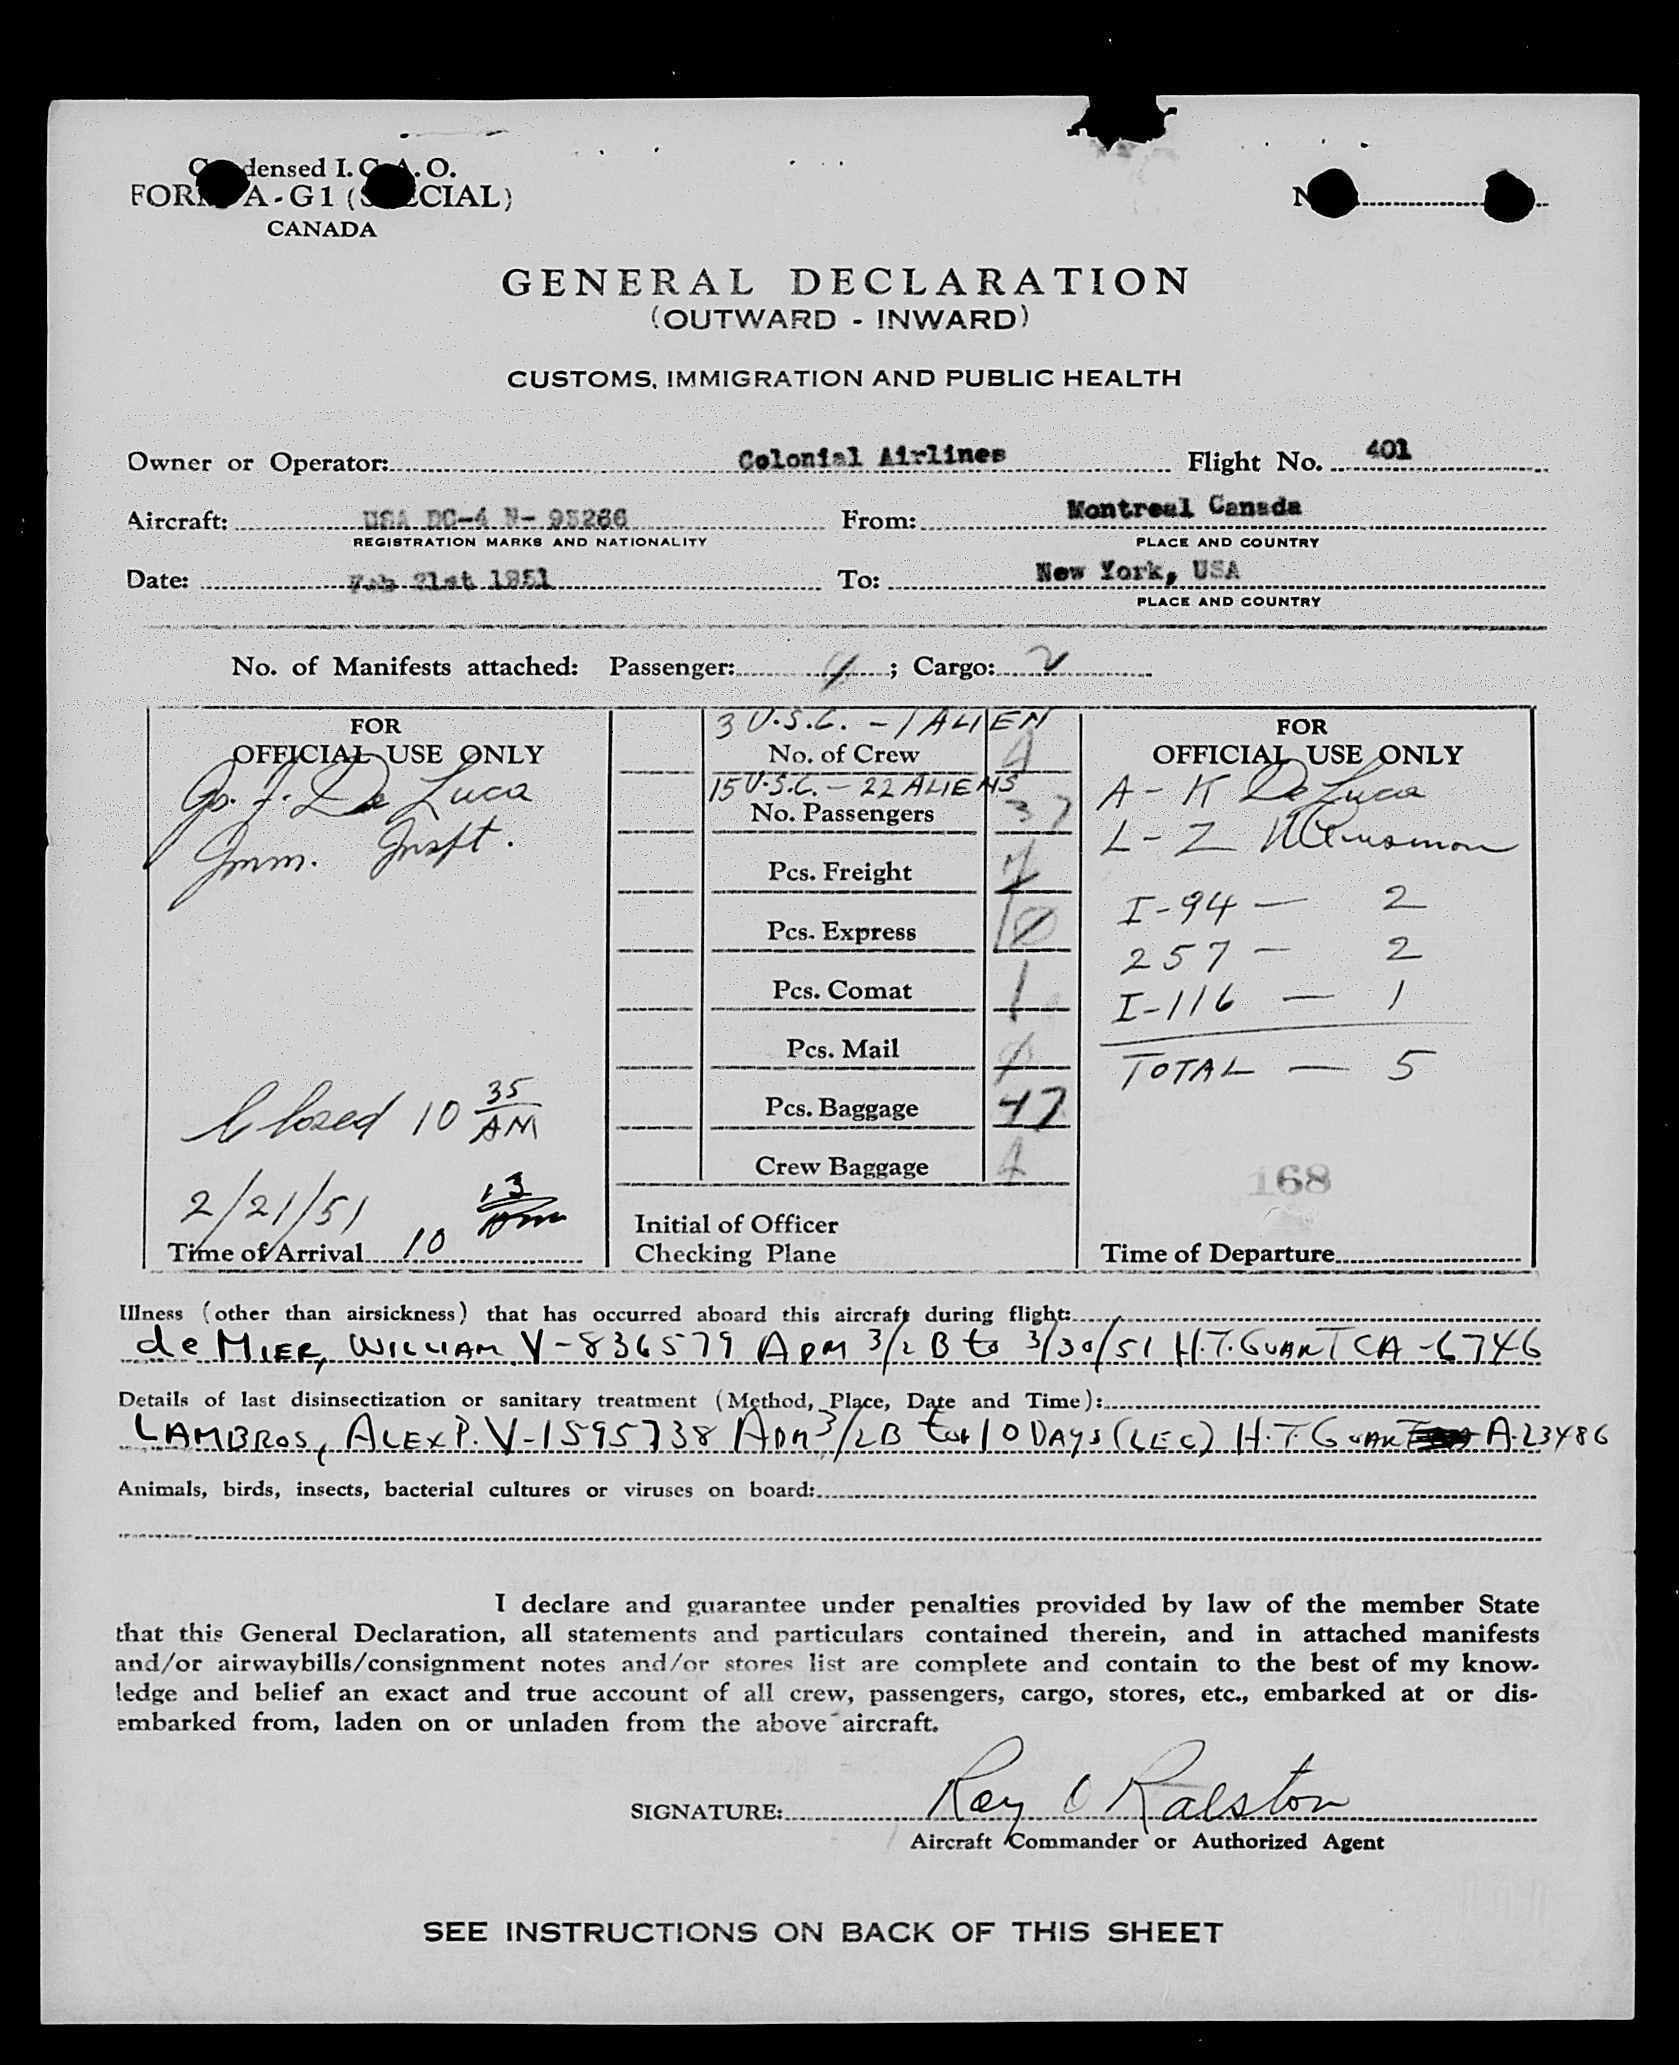 Condensed I. C. A. O.
FORM A-G1 (SPECIAL)
CANADA
GENERAL DECLARATION
(OUTWARD - INWARD)
CUSTOMS, IMMIGRATION AND PUBLIC HEALTH
Owner or Operator: Colonial Airlines Flight No. 401
Aircraft: USA DC-4 N- 93266 From: Montreal Canada
REGISTRATION MARKS AND NATIONALITY PLACE AND COUNTRY
Date: Feb 21st 1951 To: New York, USA
PLACE AND COUNTRY
No. of Manifests attached: Passenger: 4; Cargo: 2
FOR
OFFICIAL USE ONLY
De Luca
Imm. Inspt.
Closed 10 35 AM
2/21/51
Time of Arrival 10 13
3 U.S.C. - 1 ALIEN
No. of Crew 4
15 U.S.C. - 22 ALIENS
No. Passengers 37
Pcs. Freight
Pcs. Express
Pcs. Comat 1
Pcs. Mail
Pcs. Baggage 47
Crew Baggage 4
Initial of Officer
Checking Plane
FOR
OFFICIAL USE ONLY
A - K De Luca
L - Z
I-94 - 2
257 - 2
I-116 - 1
TOTAL - 5
168
Time of Departure
Illness (other than airsickness) that has occurred aboard this aircraft during flight:
de MIER, WILLIAM V-836579 ADM 3/2 B to 3/30/51 H.T. GUART CA-6746
Details of last disinsectization or sanitary treatment (Method, Place, Date and Time):
LAMBROS, ALEX P. V-1595738 ADM 3/2B for 10 DAYS (LEC) H.T. GUART A-23486
Animals, birds, insects, bacterial cultures or viruses on board:
I declare and guarantee under penalties provided by law of the member State
that this General Declaration, all statements and particulars contained therein, and in attached manifests
and/or airwaybills/consignment notes and/or stores list are complete and contain to the best of my know-
ledge and belief an exact and true account of all crew, passengers, cargo, stores, etc., embarked at or dis-
embarked from, laden on or unladen from the above aircraft.
SIGNATURE: Ray O Ralston
Aircraft Commander or Authorized Agent
SEE INSTRUCTIONS ON BACK OF THIS SHEET